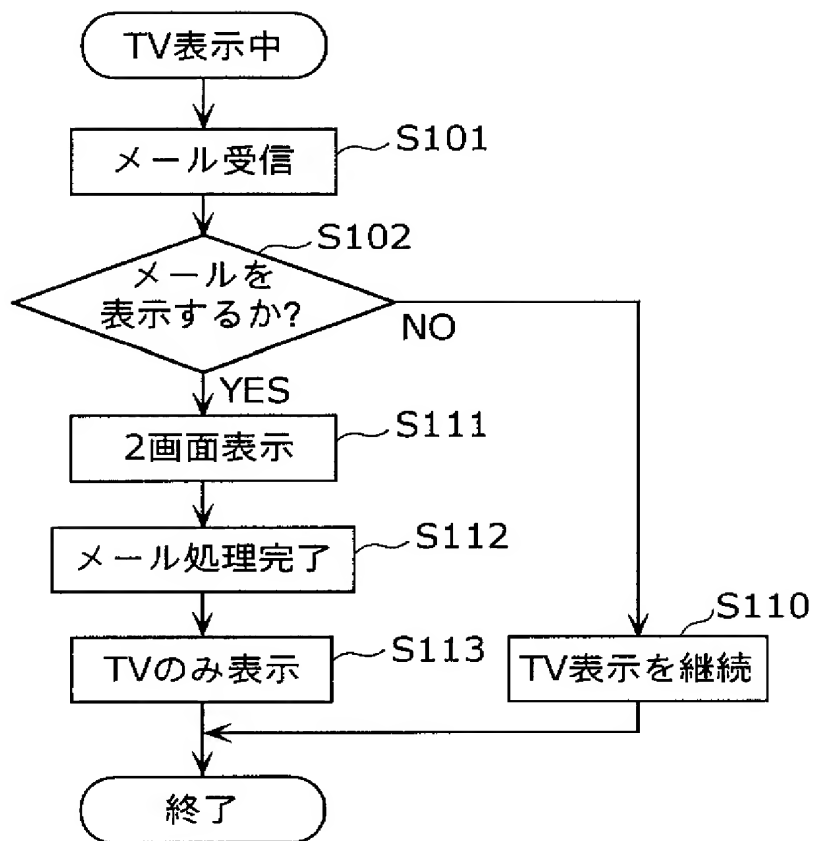 TV表示中
メール受信
S101
S102
メールを
表示するか?
NO
YES
2画面表示
S111
メール処理完了
S112
TVのみ表示
S113
S110
TV表示を継続
終了